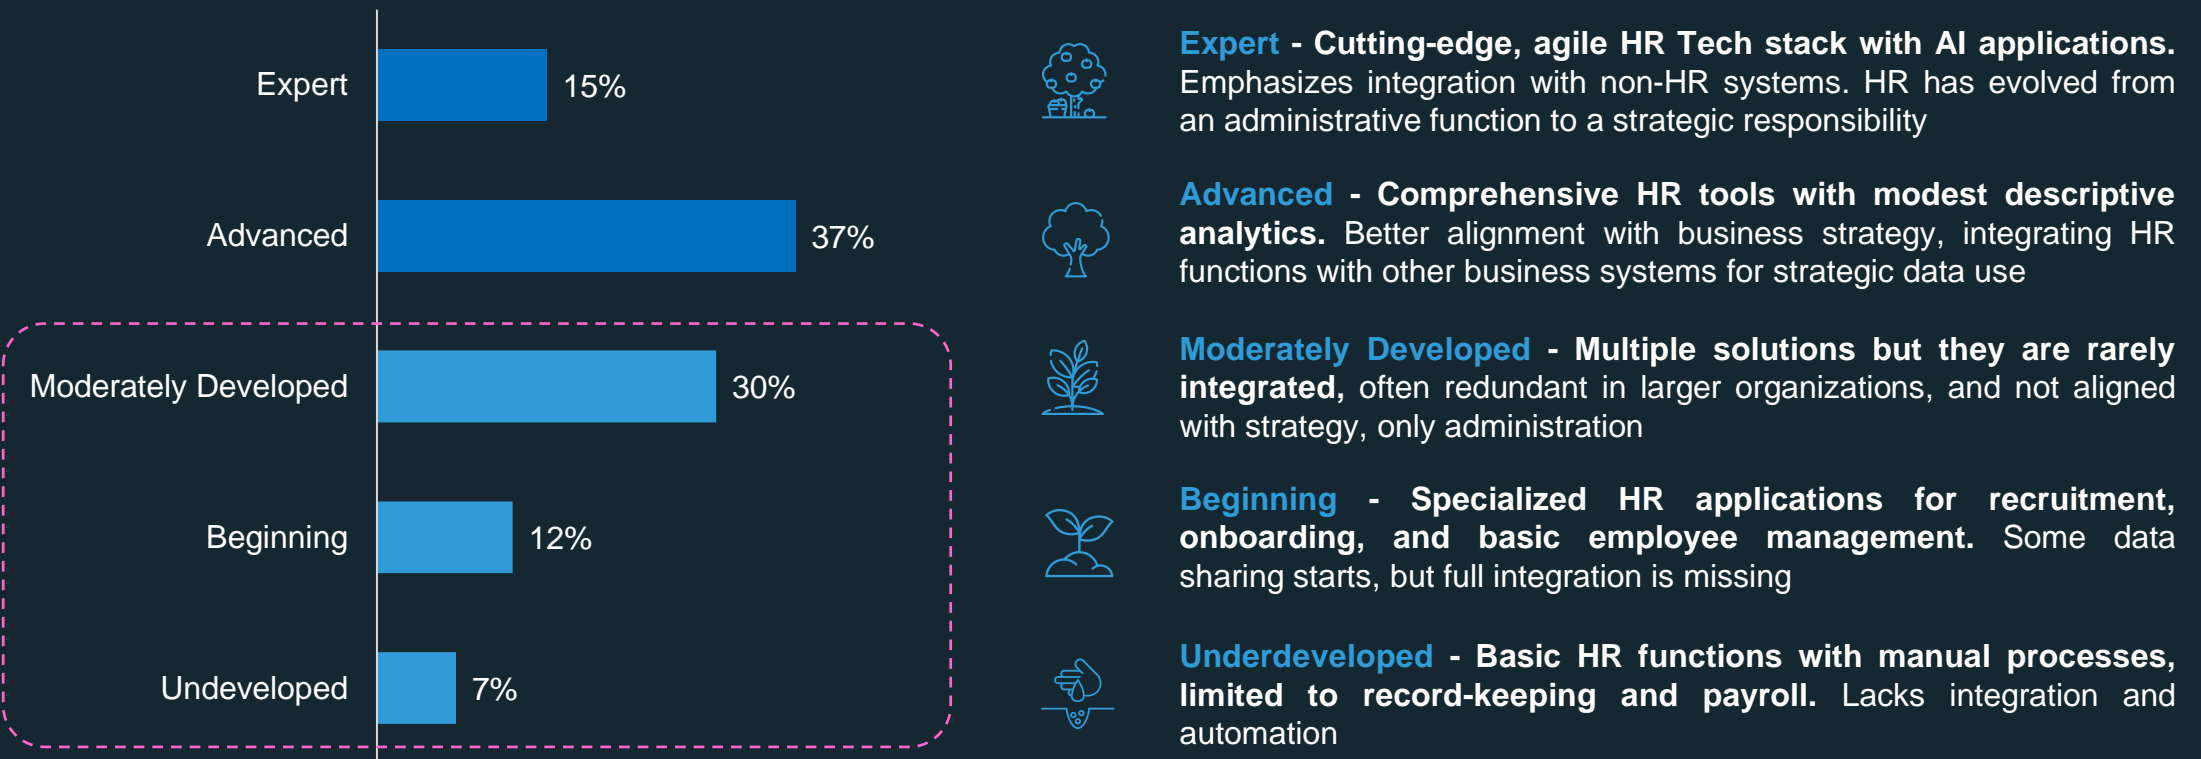 Expert
15%
Expert - Cutting-edge, agile HR Tech stack with AI applications.
Emphasizes integration with non-HR systems. HR has evolved from
an administrative function to a strategic responsibility
Advanced
37%
Advanced - Comprehensive HR tools with modest descriptive
analytics. Better alignment with business strategy, integrating HR
functions with other business systems for strategic data use
Moderately Developed
30%
Moderately Developed - Multiple solutions but they are rarely
integrated, often redundant in larger organizations, and not aligned
with strategy, only administration
Beginning
12%
Beginning - Specialized HR applications for recruitment,
onboarding, and basic employee management. Some data
sharing starts, but full integration is missing
Undeveloped
7%
Underdeveloped - Basic HR functions with manual processes,
limited to record-keeping and payroll. Lacks integration and
automation